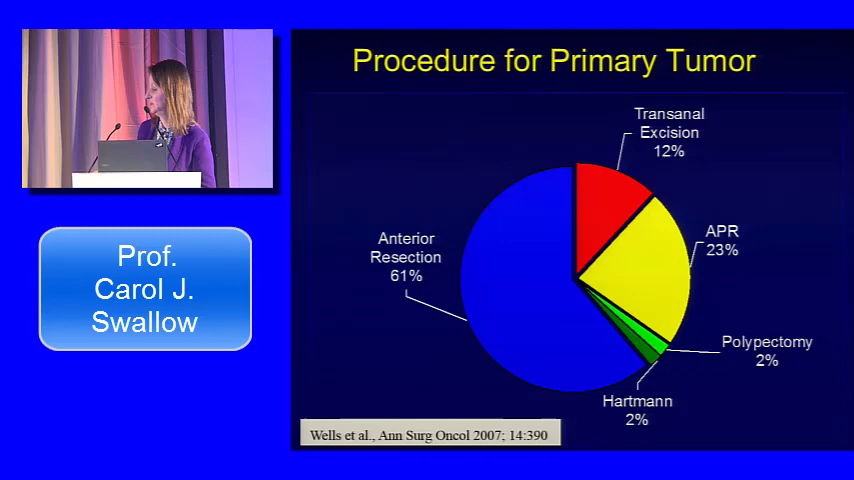 Procedure for Primary Tumor
Transanal
Excision
12%
Anterior
Resection
61%
APR
23%
Polypectomy
2%
Hartmann
2%
Wells et al., Ann Surg Oncol 2007; 14:390
Prof.
Carol J.
Swallow